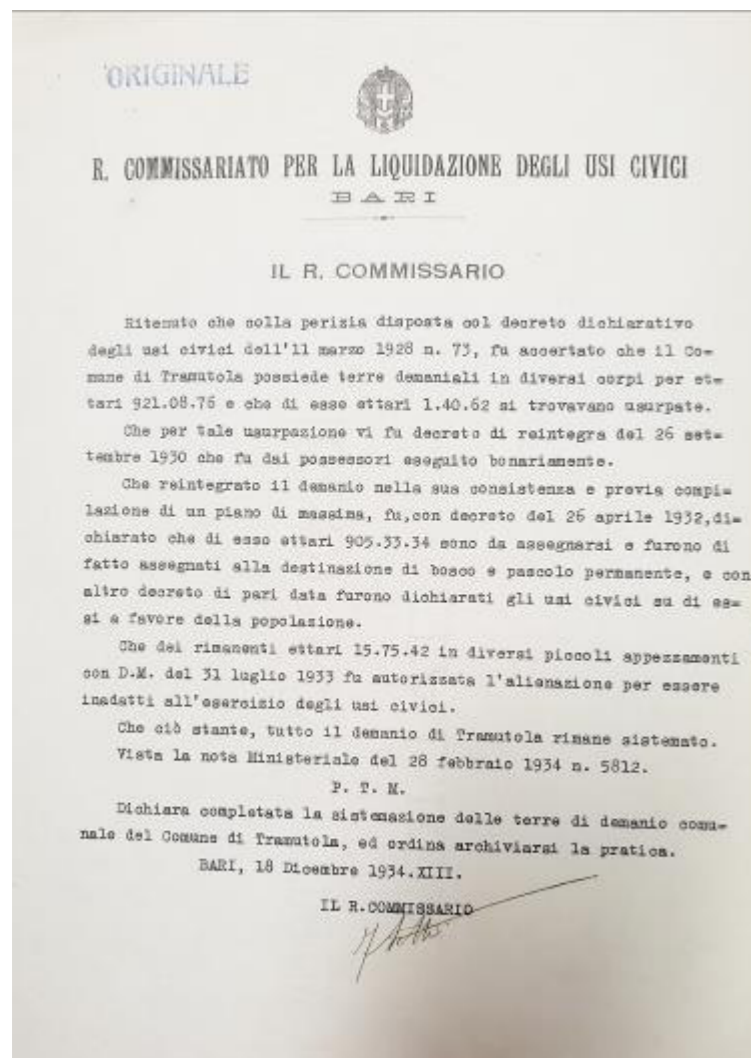 ORIGINALE
R. COMMISSARIATO PER LA LIQUIDAZIONE DEGLI USI CIVICI
BARI
IL R. COMMISSARIO
Ritenuto che colla perizia disposta col decreto dichiarativo
degli usi civici dell'11 marzo 1928 n. 73, fu accertato che il Co=
mune di Tramutola possiede terre demaniali in diversi corpi per et=
tari 921.08.76 e che di esse ettari 1.40.62 si trovavano usurpate.
Che per tale usurpazione vi fu decreto di reintegra del 26 set=
tembre 1930 che fu dai possessori eseguito bonariamente.
Che reintegrato il demanio nella sua consistenza e previa compi=
lazione di un piano di massima, fu,con decreto del 26 aprile 1932,di=
chiarato che di esso ettari 905.33.34 sono da assegnarsi e furono di
fatto assegnati alla destinazione di bosco e pascolo permanente, e con
altro decreto di pari data furono dichiarati gli usi civici su di es=
si a favore della popolazione.
Che dei rimanenti ettari 15.75.42 in diversi piccoli appezzamenti
con D.M. del 31 luglio 1933 fu autorizzata l'alienazione per essere
inadatti all'esercizio degli usi civici.
Che ciò stante, tutto il demanio di Tramutola rimane sistemato.
Vista la nota Ministeriale del 28 febbraio 1934 n. 5812.
P. T. M.
Dichiara completata la sistemazione delle terre di demanio comu=
nale del Comune di Tramutola, ed ordina archiviarsi la pratica.
BARI, 18 Dicembre 1934.XIII.
IL R.COMMISSARIO